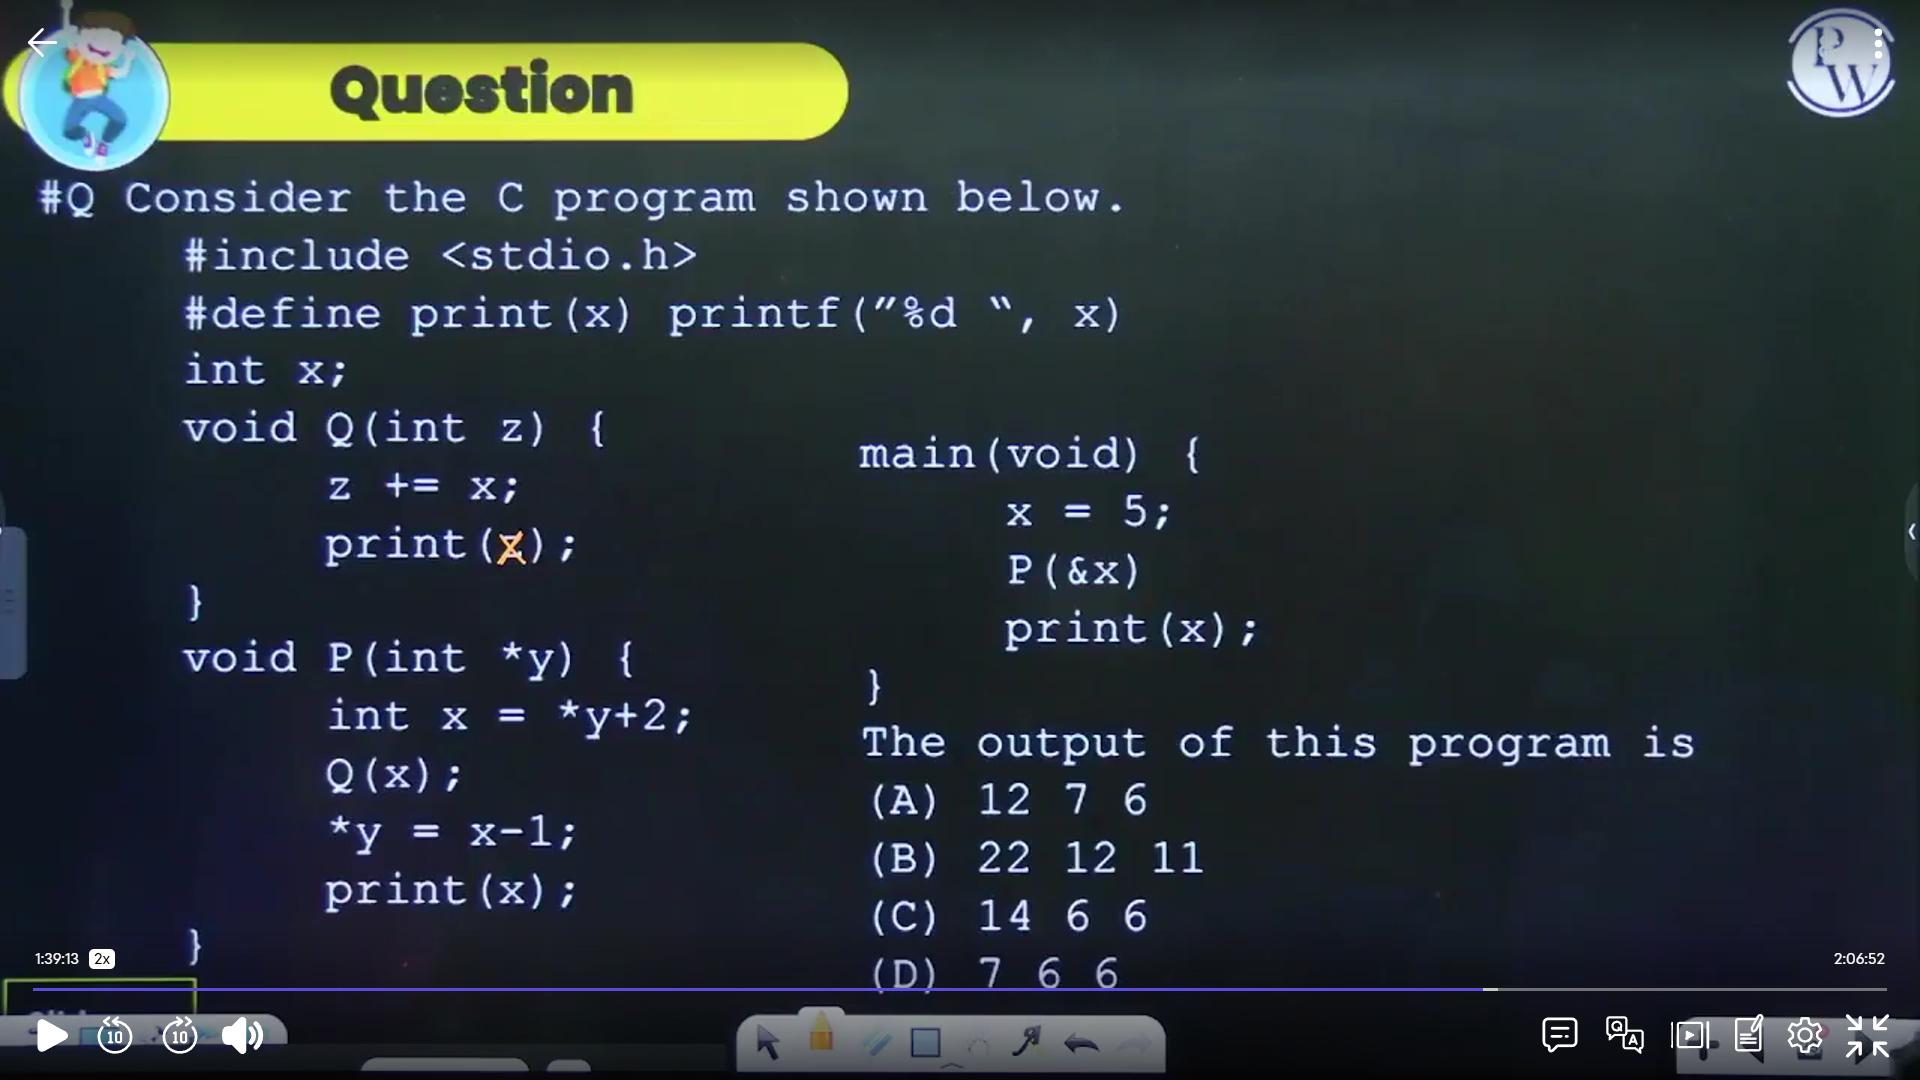 Question
PW
#Q Consider the C program shown below.
#include <stdio.h>
#define print(x) printf("%d “, x)
int x;
void Q(int z) {
z += x;
print(z);
}
void P(int *y) {
int x = *y+2;
Q(x);
*y = x-1;
print(x);
}
main(void) {
x = 5;
P(&x)
print(x);
}
The output of this program is
(A) 12 7 6
(B) 22 12 11
(C) 14 6 6
(D) 7 6 6
1:39:13 2x
2:06:52
10 10
Q A